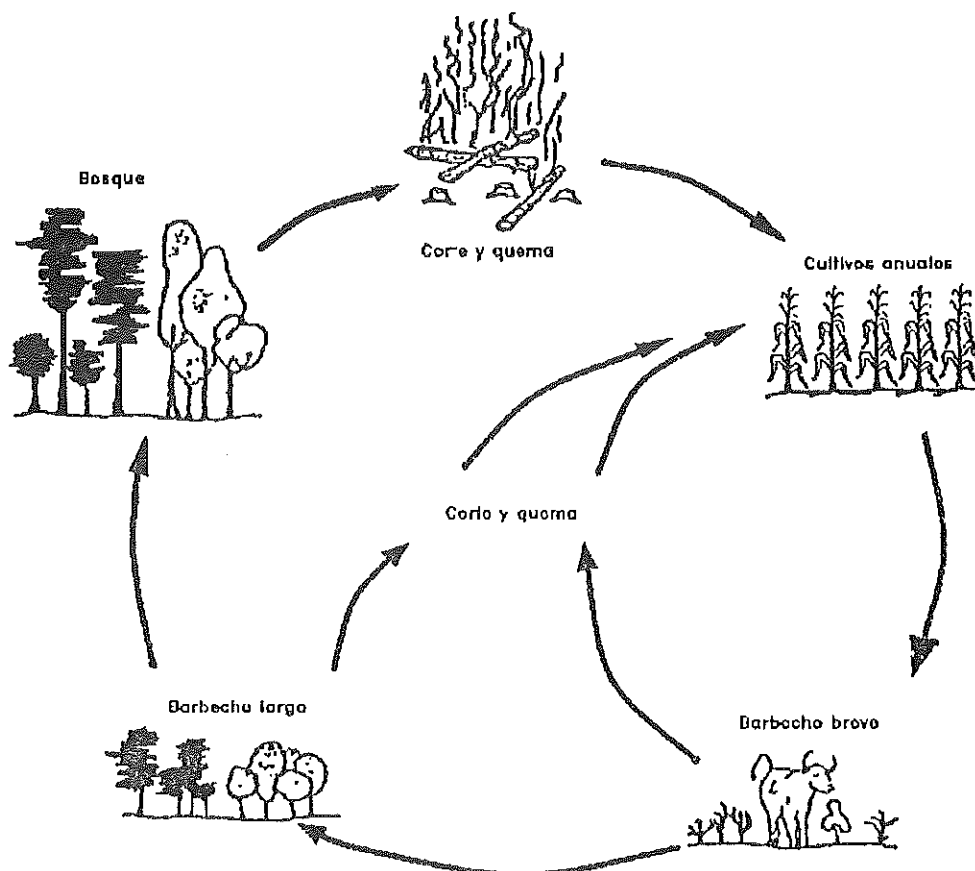 Bosque
Corte y quema
Cultivos anuales
Corte y quema
Barbecho largo
Barbecho breve